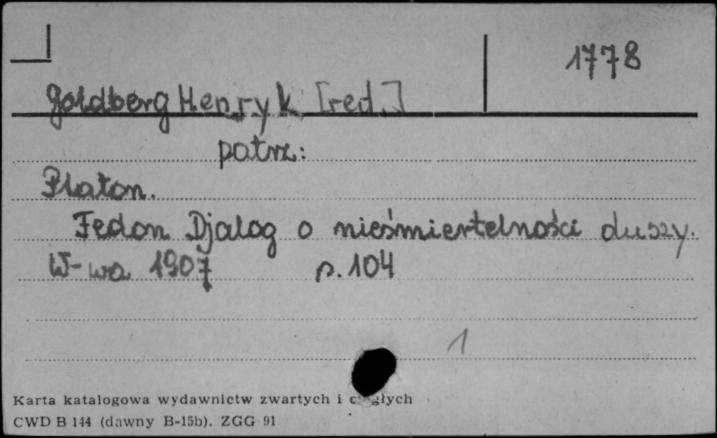 1778
Goldberg Henryk [red.]
patrz:
Platon.
Fedon Djalog o nieśmiertelności duszy.
W-wa 1907 s. 104
1
Karta katalogowa wydawnictw zwartych i ciągłych
CWD B 144 (dawny B-15b). ZGG 91